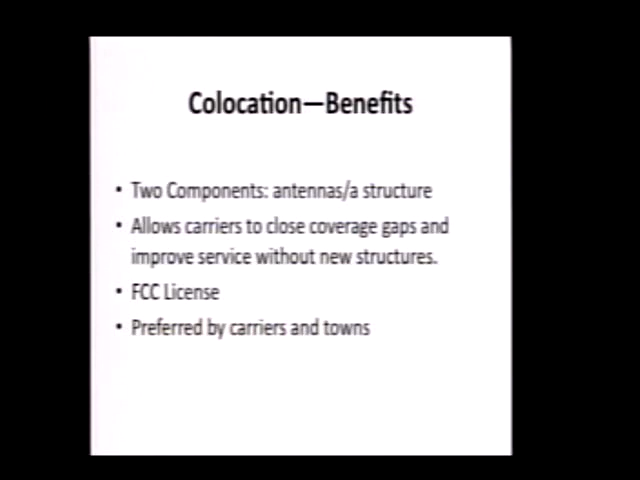 Colocation—Benefits
• Two Components: antennas/a structure
• Allows carriers to close coverage gaps and
improve service without new structures.
• FCC License
• Preferred by carriers and towns